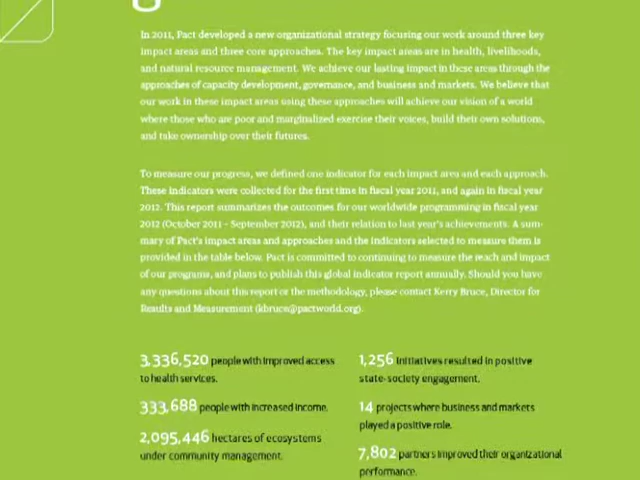 In 2011, Pact developed a new organizational strategy focusing our work around three key
impact areas and three core approaches. The key impact areas are in health, livelihoods,
and natural resource management. We achieve our lasting impact in these areas through the
approaches of capacity development, governance, and business and markets. We believe that
our work in these impact areas using these approaches will achieve our vision of a world
where those who are poor and marginalized exercise their voices, build their own solutions,
and take ownership over their futures.
To measure our progress, we defined one indicator for each impact area and each approach.
These indicators were collected for the first time in fiscal year 2011, and again in fiscal year
2012. This report summarizes the outcomes for our worldwide programming in fiscal year
2012 (October 2011 – September 2012), and their relation to last year's achievements. A sum-
mary of Pact's impact areas and approaches and the indicators selected to measure them is
provided in the table below. Pact is committed to continuing to measure the reach and impact
of our programs, and plans to publish this global indicator report annually. Should you have
any questions about this report or the methodology, please contact Kerry Bruce, Director for
Results and Measurement (kbruce@pactworld.org).
3,336,520 people with improved access
to health services.
333,688 people with increased income.
2,095,446 hectares of ecosystems
under community management.
1,256 initiatives resulted in positive
state-society engagement.
14 projects where business and markets
played a positive role.
7,802 partners improved their organizational
performance.